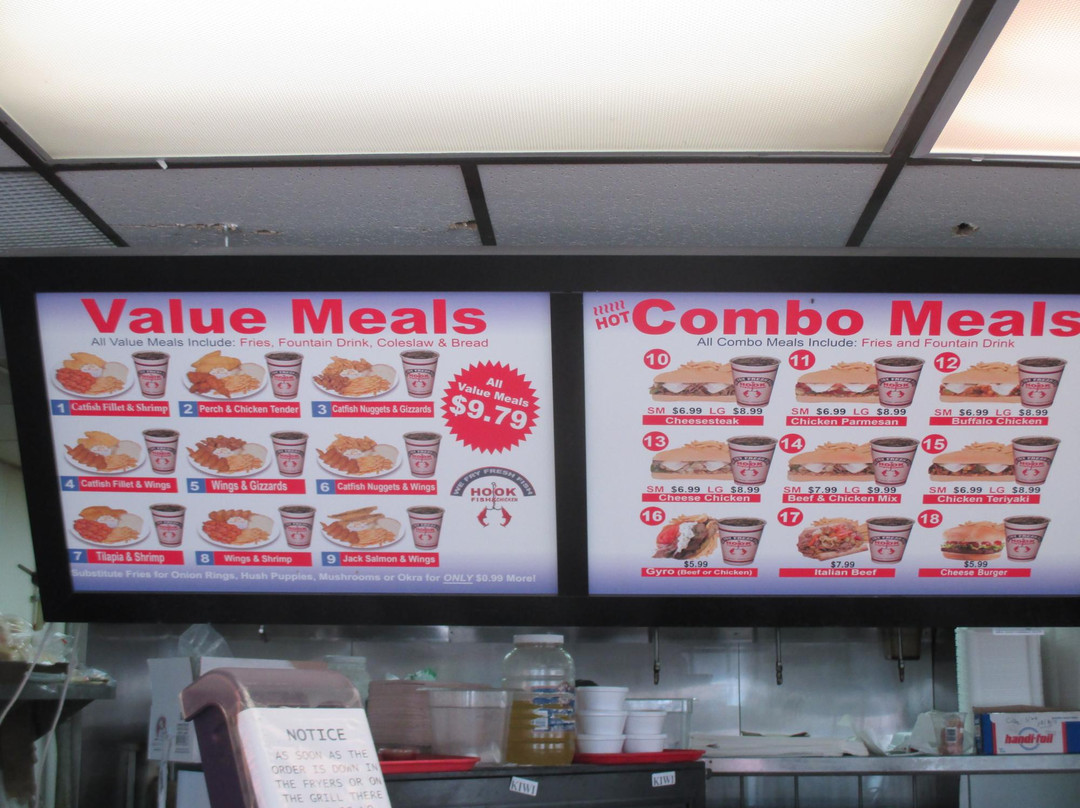 Value Meals
All Value Meals Include: Fries, Fountain Drink, Coleslaw & Bread
1 Catfish Fillet & Shrimp
2 Perch & Chicken Tender
3 Catfish Nuggets & Gizzards
All
Value Meals
$9.79
4 Catfish Fillet & Wings
5 Wings & Gizzards
6 Catfish Nuggets & Wings
WE FRY FRESH FISH
HOOK
FISH & CHICKEN
7 Tilapia & Shrimp
8 Wings & Shrimp
9 Jack Salmon & Wings
Substitute Fries for Onion Rings, Hush Puppies, Mushrooms or Okra for ONLY $0.99 More!
HOT Combo Meals
All Combo Meals Include: Fries and Fountain Drink
10
SM $6.99 LG $8.99
Cheesesteak
11
SM $6.99 LG $8.99
Chicken Parmesan
12
SM $6.99 LG $8.99
Buffalo Chicken
13
SM $6.99 LG $8.99
Cheese Chicken
14
SM $7.99 LG $9.99
Beef & Chicken Mix
15
SM $6.99 LG $8.99
Chicken Teriyaki
16
$5.99
Gyro (Beef or Chicken)
17
$7.99
Italian Beef
18
$5.99
Cheese Burger
NOTICE
AS SOON AS THE
ORDER IS DOWN IN
THE FRYERS OR ON
THE GRILL THERE
KIWI
KIWI
handi-foil